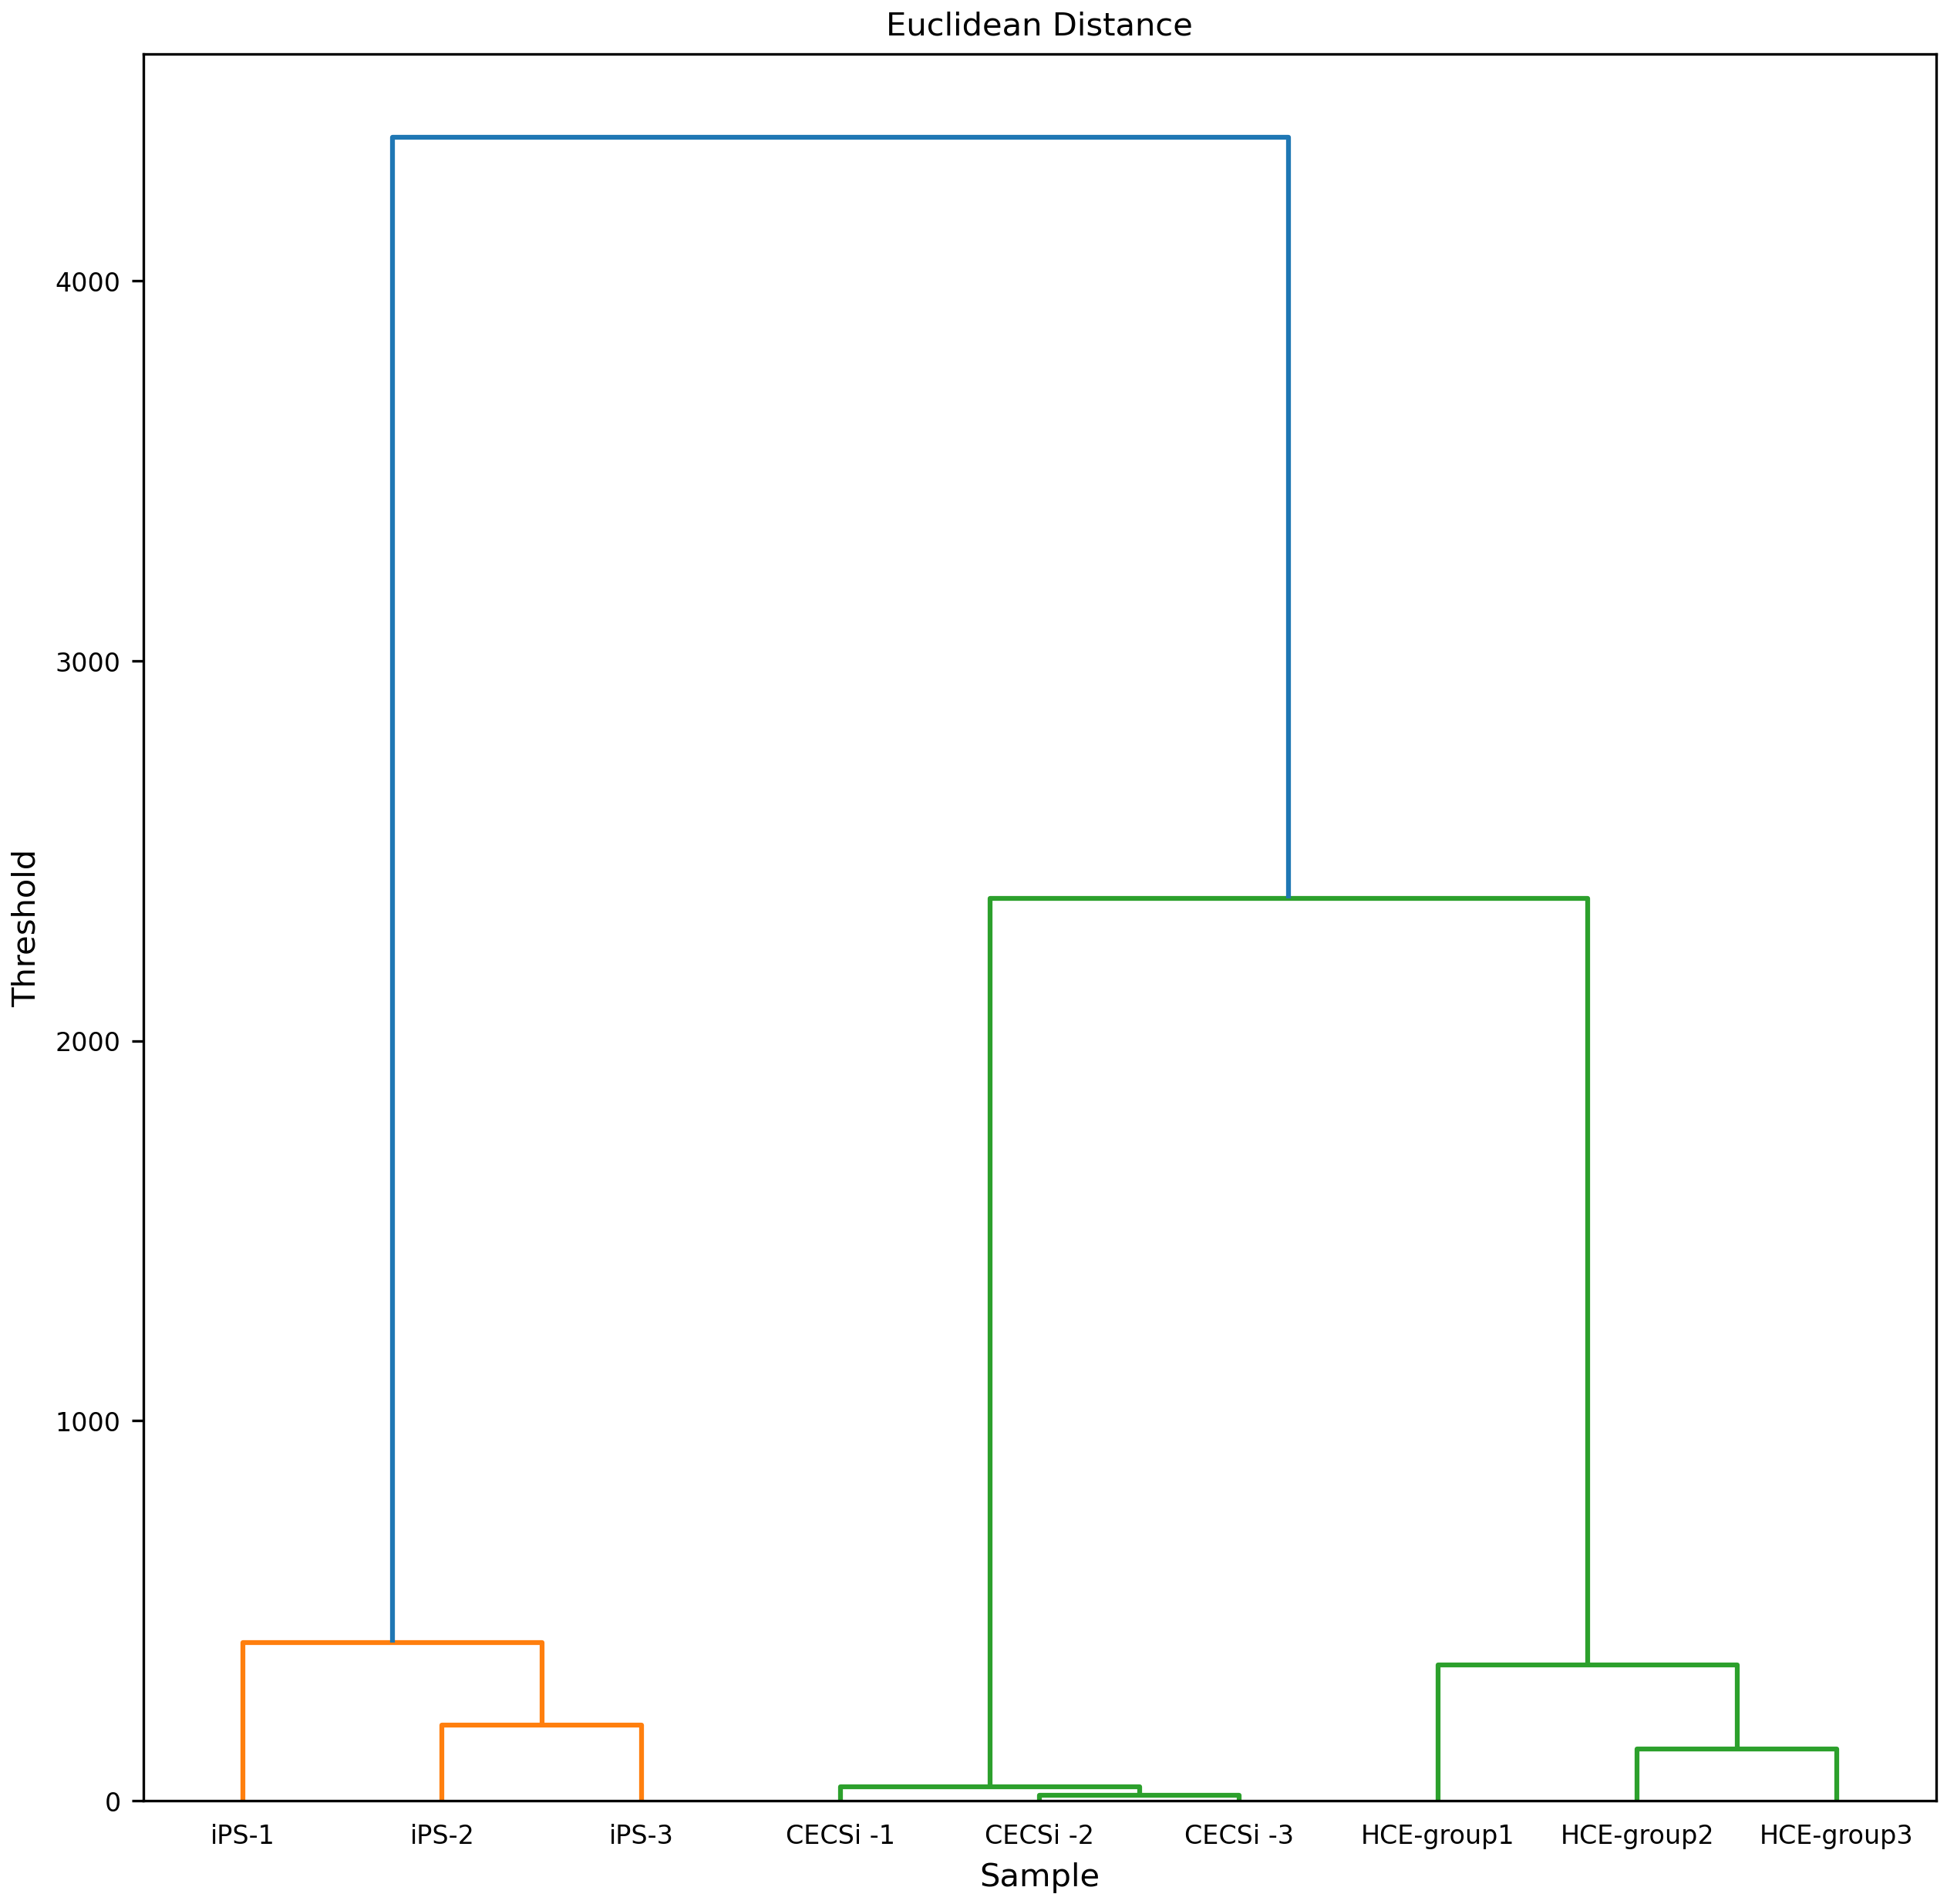 Euclidean Distance
4000
3000
2000
1000
0
Threshold
iPS-1 iPS-2 iPS-3 CECSi -1 CECSi -2 CECSi -3 HCE-group1 HCE-group2 HCE-group3
Sample